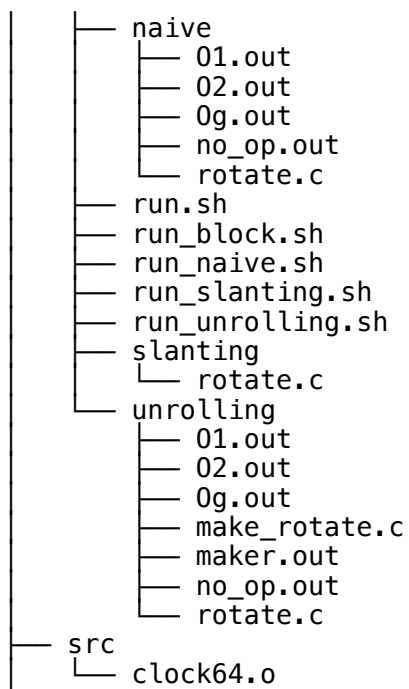 │   ├── naive
│   │   ├── O1.out
│   │   ├── O2.out
│   │   ├── Og.out
│   │   ├── no_op.out
│   │   └── rotate.c
│   ├── run.sh
│   ├── run_block.sh
│   ├── run_naive.sh
│   ├── run_slanting.sh
│   ├── run_unrolling.sh
│   ├── slanting
│   │   └── rotate.c
│   └── unrolling
│       ├── O1.out
│       ├── O2.out
│       ├── Og.out
│       ├── make_rotate.c
│       ├── maker.out
│       ├── no_op.out
│       └── rotate.c
├── src
│   └── clock64.o